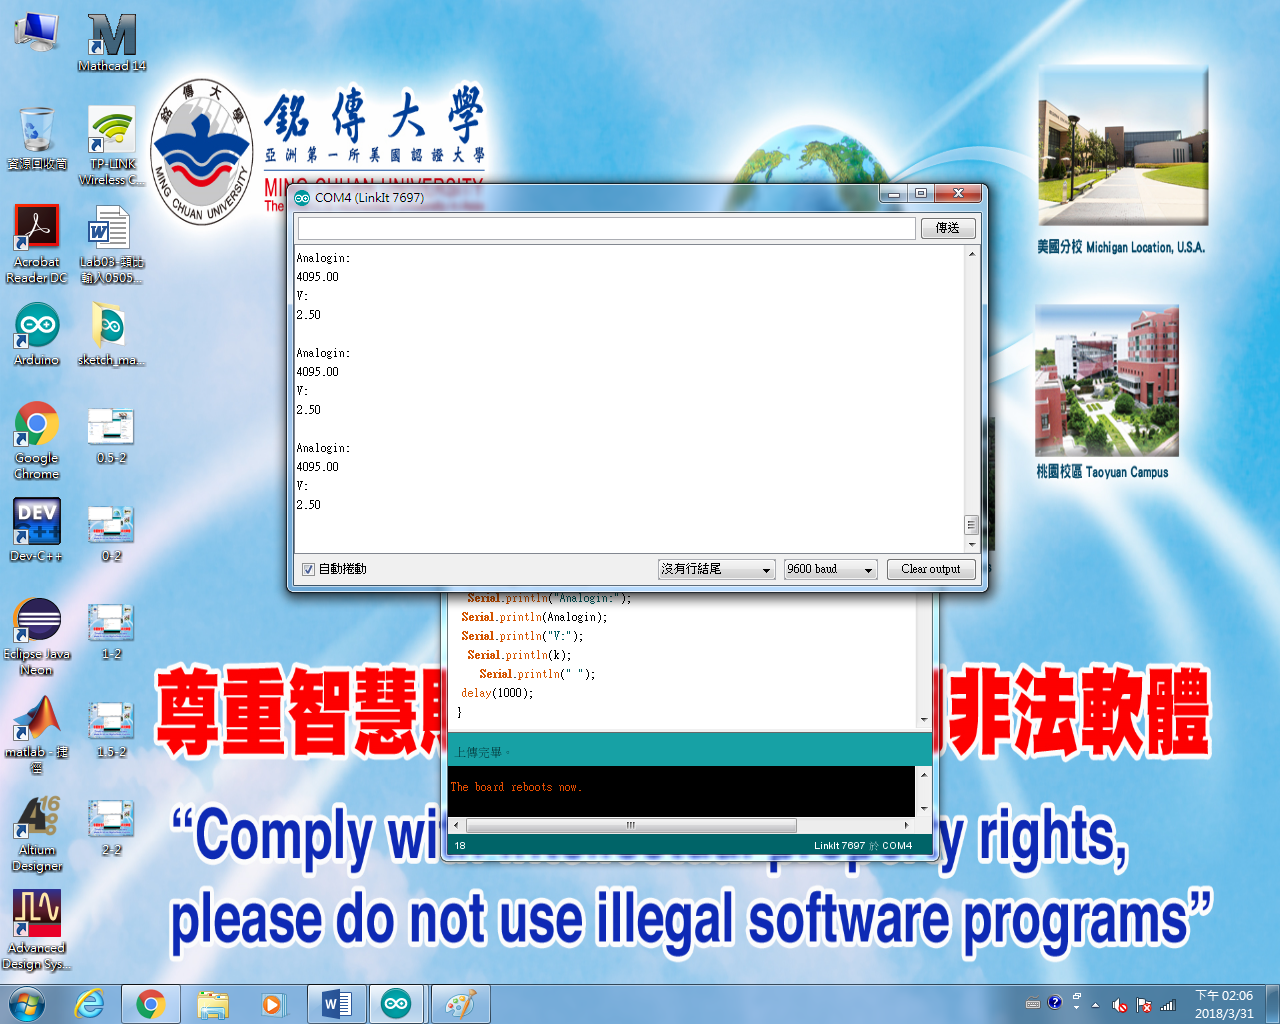 Mathcad 14
資源回收筒
TP-LINK
Wireless C...
Acrobat
Reader DC
Lab03-類比
輸入0505...
Arduino
sketch_ma...
Google
Chrome
0.5-2
DEV
C++
Dev-C++
0-2
Eclipse Java
Neon
1-2
matlab - 捷
徑
1.5-2
Altium
Designer
2-2
Advanced
Design Sys...
銘傳大學
MING CHUAN UNIVERSITY
銘傳大學
亞洲第一所美國認證大學
美國分校 Michigan Location, U.S.A.
桃園校區 Taoyuan Campus
COM4 (LinkIt 7697)
傳送
Analogin:
4095.00
V:
2.50
Analogin:
4095.00
V:
2.50
Analogin:
4095.00
V:
2.50
自動捲動
沒有行結尾
9600 baud
Clear output
Serial.println("Analogin:");
Serial.println(Analogin);
Serial.println("V:");
Serial.println(k);
Serial.println(" ");
delay(1000);
}
上傳完畢。
The board reboots now.
18
LinkIt 7697 於 COM4
尊重智慧
非法軟體
“Comply wi
rights,
please do not use illegal software programs”
下午 02:06
2018/3/31